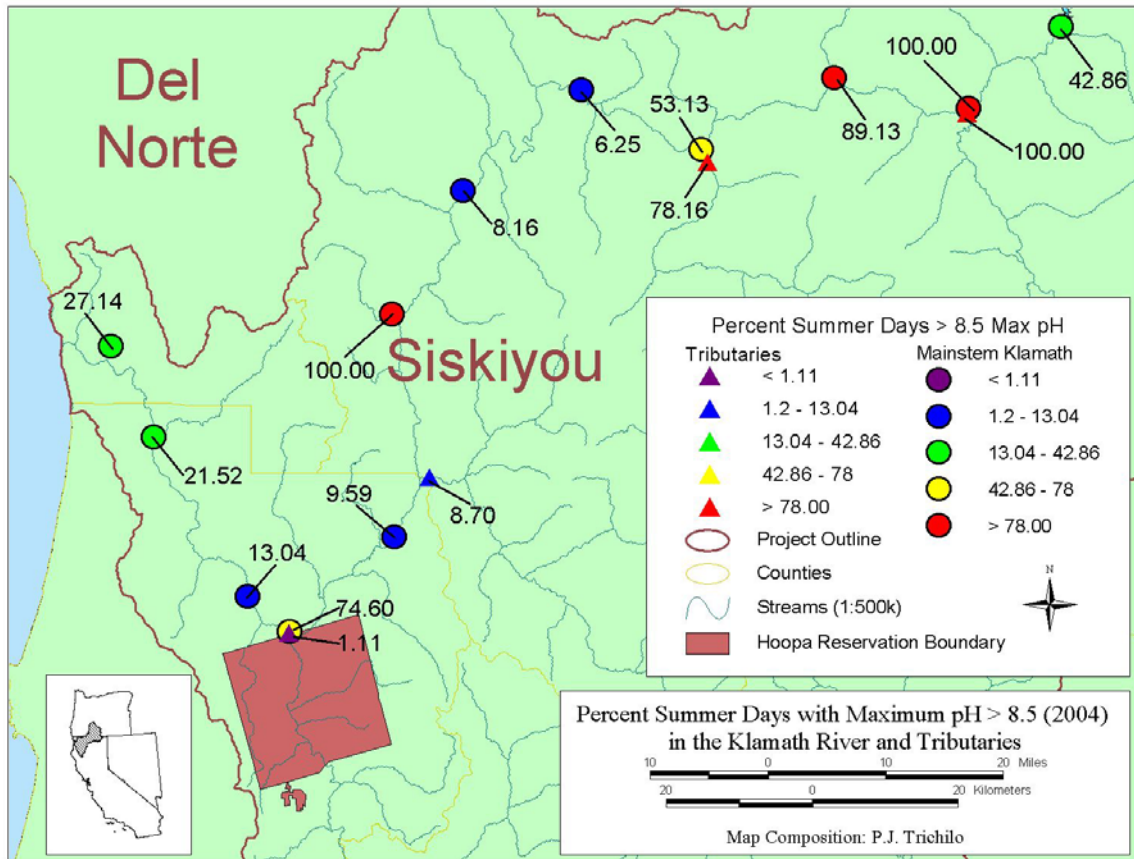 Del
Norte
100.00
42.86
53.13
6.25
89.13
100.00
78.16
8.16
27.14
100.00
Siskiyou
21.52
9.59
8.70
13.04
74.60
1.11
Percent Summer Days > 8.5 Max pH
Tributaries
< 1.11
1.2 - 13.04
13.04 - 42.86
42.86 - 78
> 78.00
Mainstem Klamath
< 1.11
1.2 - 13.04
13.04 - 42.86
42.86 - 78
> 78.00
Project Outline
Counties
Streams (1:500k)
Hoopa Reservation Boundary
N
Percent Summer Days with Maximum pH > 8.5 (2004)
in the Klamath River and Tributaries
10 0 10 20 Miles
20 0 20 Kilometers
Map Composition: P.J. Trichilo